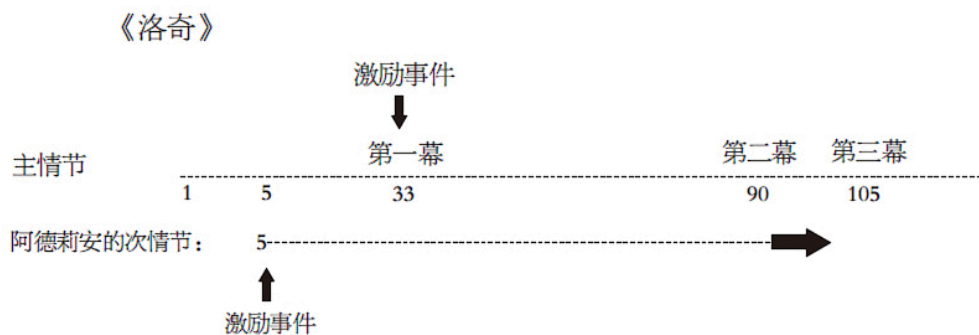 《洛奇》
激励事件
主情节 第一幕 第二幕 第三幕
1 5 33 90 105
阿德莉安的次情节： 5
激励事件